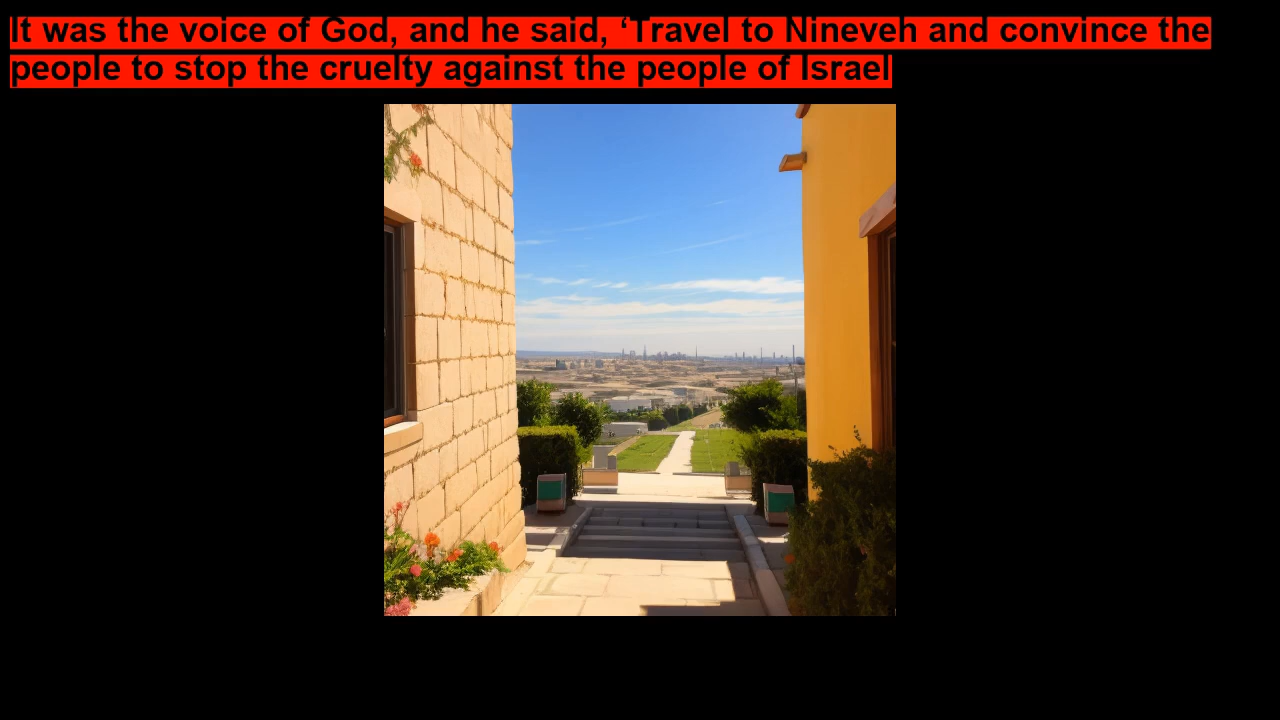 It was the voice of God, and he said, ‘Travel to Nineveh and convince the
people to stop the cruelty against the people of Israel